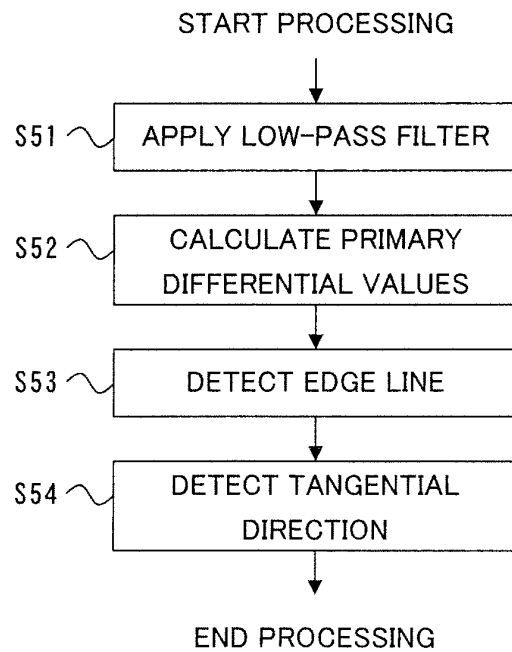 START PROCESSING
S51
APPLY LOW-PASS FILTER
S52
CALCULATE PRIMARY
DIFFERENTIAL VALUES
S53
DETECT EDGE LINE
S54
DETECT TANGENTIAL
DIRECTION
END PROCESSING